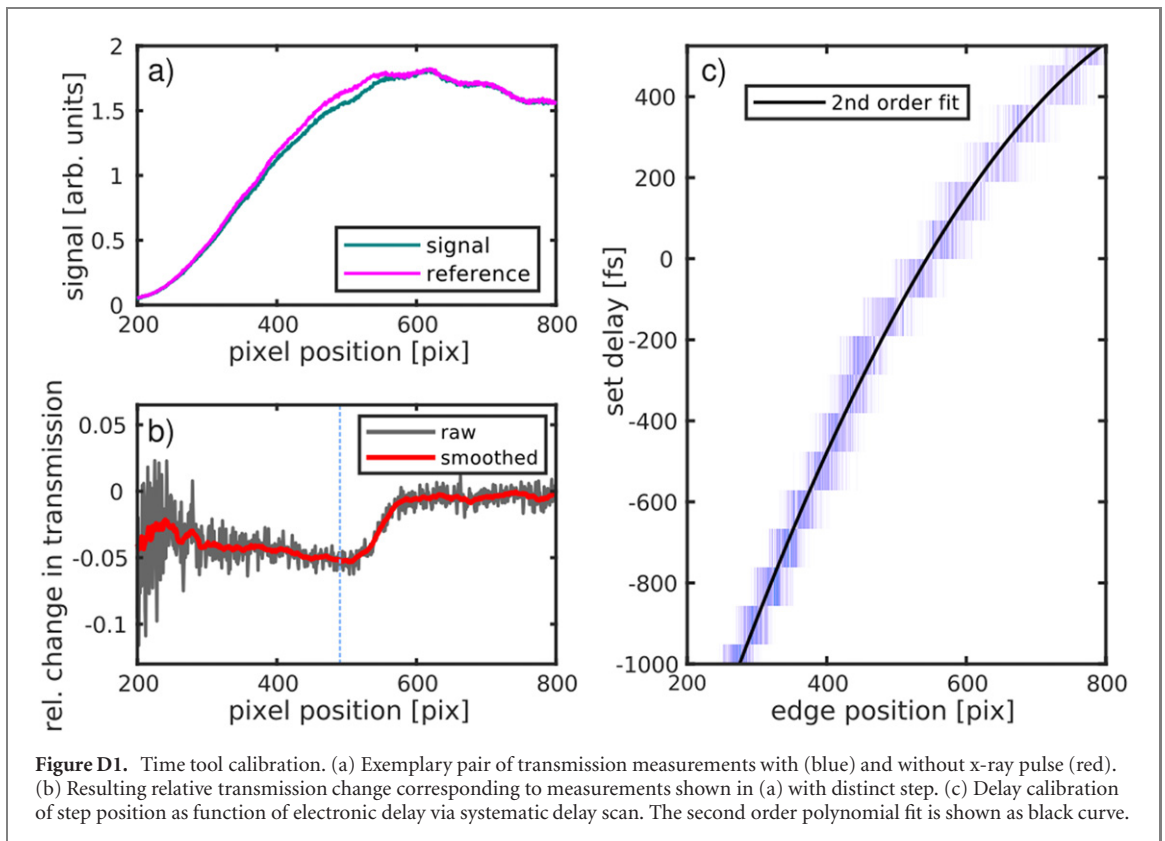 a)
2
1.5
1
0.5
0
signal [arb. units]
signal
reference
200
400
600
800
pixel position [pix]
b)
0.05
0
-0.05
-0.1
rel. change in transmission
raw
smoothed
200
400
600
800
pixel position [pix]
c)
2nd order fit
400
200
0
-200
-400
-600
-800
-1000
set delay [fs]
200
400
600
800
edge position [pix]
Figure D1. Time tool calibration. (a) Exemplary pair of transmission measurements with (blue) and without x-ray pulse (red).
(b) Resulting relative transmission change corresponding to measurements shown in (a) with distinct step. (c) Delay calibration
of step position as function of electronic delay via systematic delay scan. The second order polynomial fit is shown as black curve.